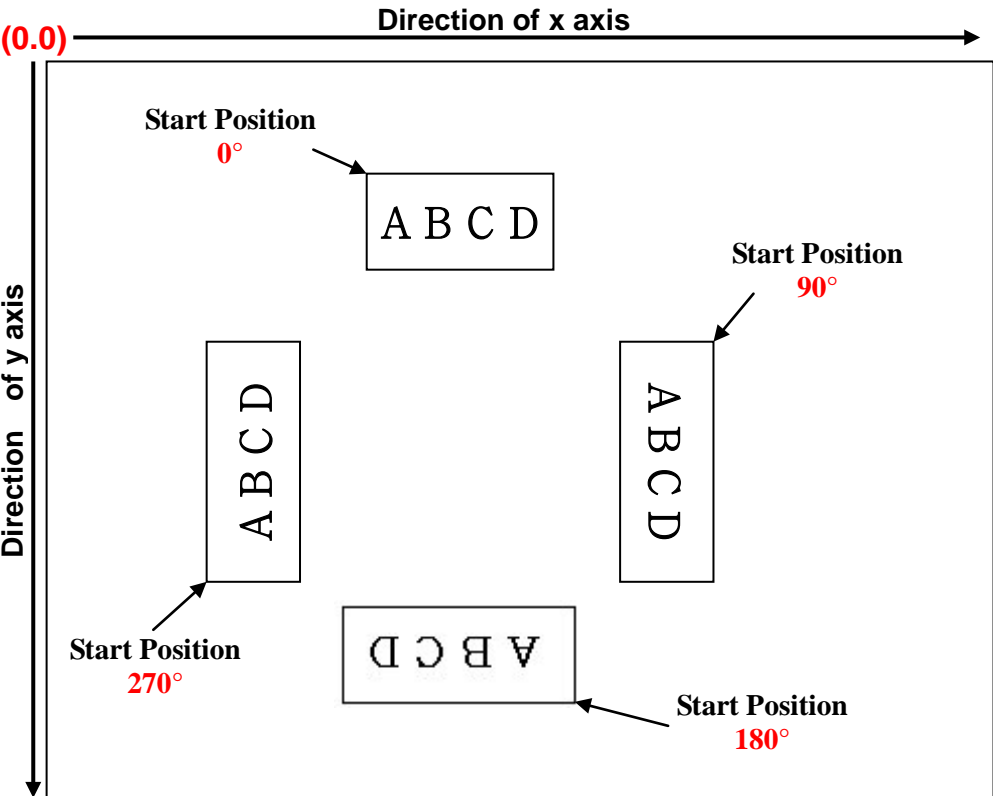 Direction of x axis
(0.0)
Start Position
0°
A B C D
Start Position
90°
Direction of y axis
A B C D
A B C D
A B C D
Start Position
270°
Start Position
180°